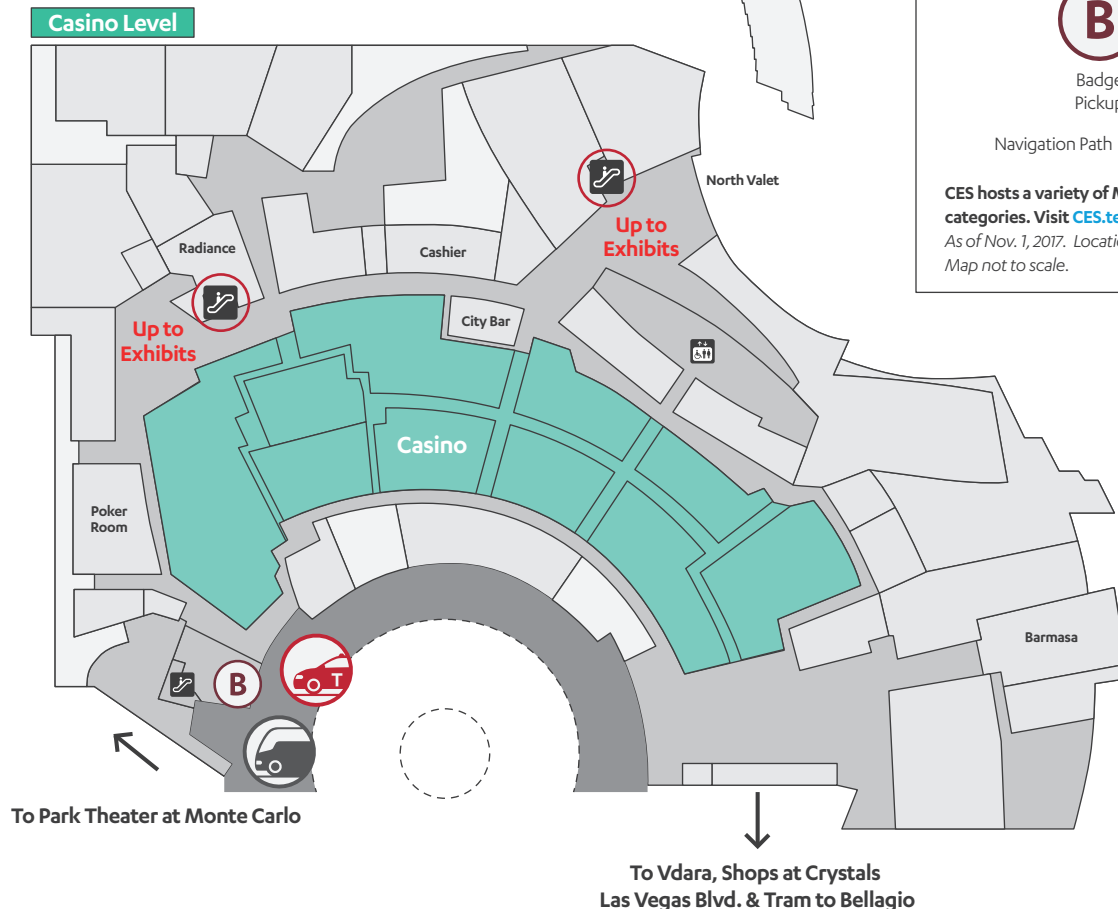 Casino Level
B
Badge
Pickup
Navigation Path
North Valet
CES hosts a variety of M
categories. Visit CES.te
As of Nov. 1, 2017. Locatio
Map not to scale.
Up to
Exhibits
Radiance
Cashier
City Bar
Up to
Exhibits
Casino
Poker
Room
Barmasa
B
T
To Park Theater at Monte Carlo
To Vdara, Shops at Crystals
Las Vegas Blvd. & Tram to Bellagio